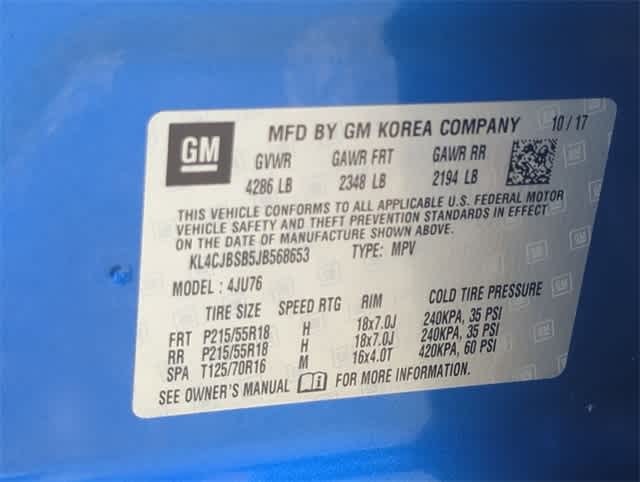 GM MFD BY GM KOREA COMPANY 10 / 17
GVWR GAWR FRT GAWR RR
4286 LB 2348 LB 2194 LB
THIS VEHICLE CONFORMS TO ALL APPLICABLE U.S. FEDERAL MOTOR
VEHICLE SAFETY AND THEFT PREVENTION STANDARDS IN EFFECT
ON THE DATE OF MANUFACTURE SHOWN ABOVE.
KL4CJBSB5JB568653 TYPE: MPV
MODEL : 4JU76
TIRE SIZE SPEED RTG RIM COLD TIRE PRESSURE
FRT P215/55R18 H 18x7.0J 240KPA, 35 PSI
RR P215/55R18 H 18x7.0J 240KPA, 35 PSI
SPA T125/70R16 M 16x4.0T 420KPA, 60 PSI
SEE OWNER'S MANUAL FOR MORE INFORMATION.